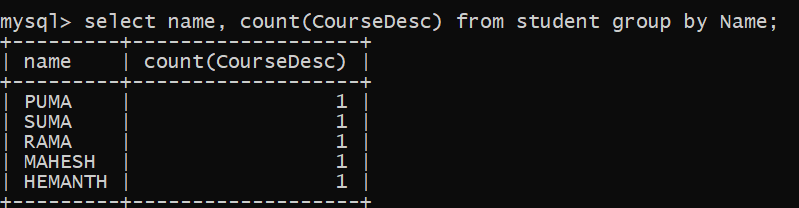 mysql> select name, count(CourseDesc) from student group by Name;
+---------+-------------------+
| name    | count(CourseDesc) |
+---------+-------------------+
| PUMA    |                 1 |
| SUMA    |                 1 |
| RAMA    |                 1 |
| MAHESH  |                 1 |
| HEMANTH |                 1 |
+---------+-------------------+